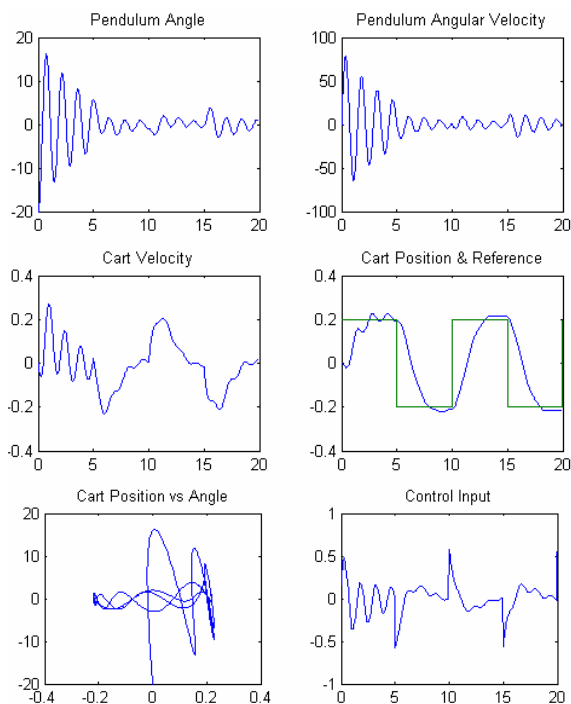 Pendulum Angle
20
10
0
-10
-20
0 5 10 15 20
Pendulum Angular Velocity
100
50
0
-50
-100
0 5 10 15 20
Cart Velocity
0.4
0.2
0
-0.2
-0.4
0 5 10 15 20
Cart Position & Reference
0.4
0.2
0
-0.2
-0.4
0 5 10 15 20
Cart Position vs Angle
20
10
0
-10
-20
-0.4 -0.2 0 0.2 0.4
Control Input
1
0.5
0
-0.5
-1
0 5 10 15 20